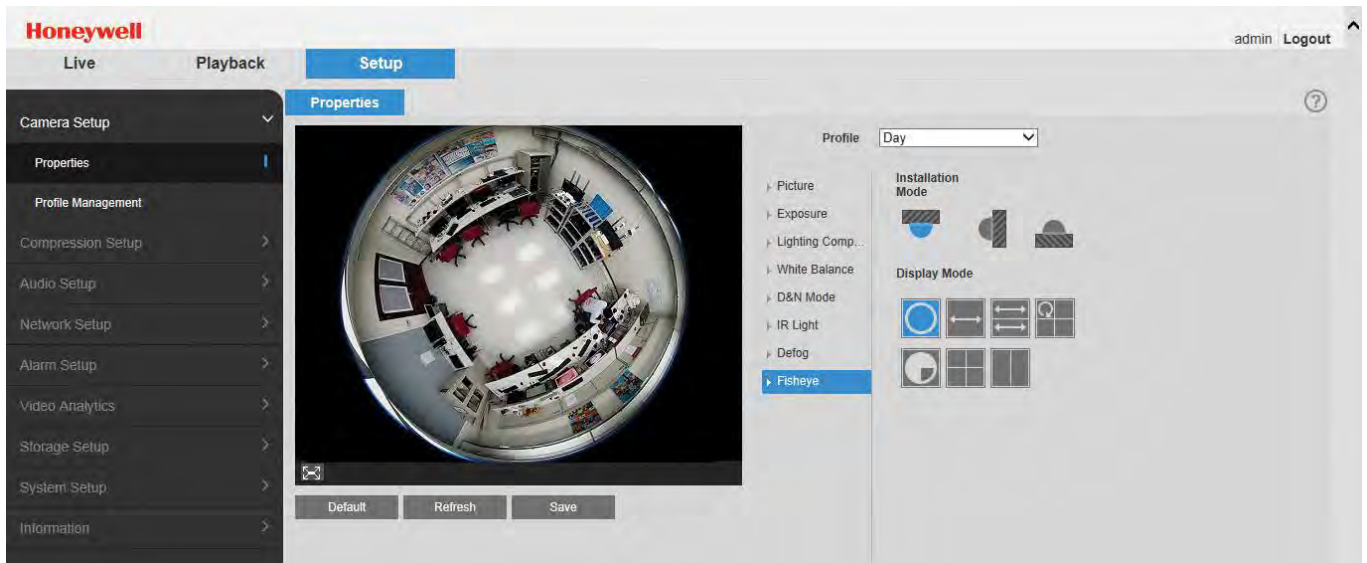 Honeywell
admin Logout
Live Playback Setup
Properties
Camera Setup
Properties
Profile Management
Compression Setup
Audio Setup
Network Setup
Alarm Setup
Video Analytics
Storage Setup
System Setup
Information
Default Refresh Save
Profile Day
Picture
Exposure
Lighting Comp...
White Balance
D&N Mode
IR Light
Defog
Fisheye
Installation
Mode
Display Mode